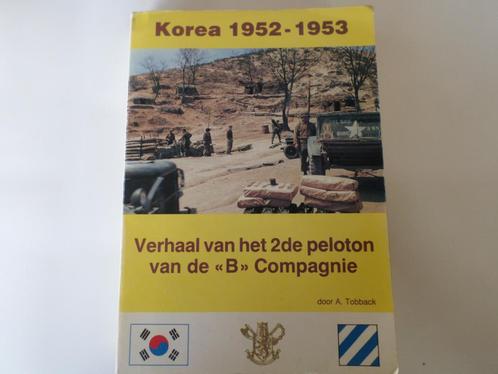 Korea 1952-1953
Verhaal van het 2de peloton
van de «B» Compagnie
door A. Tobback